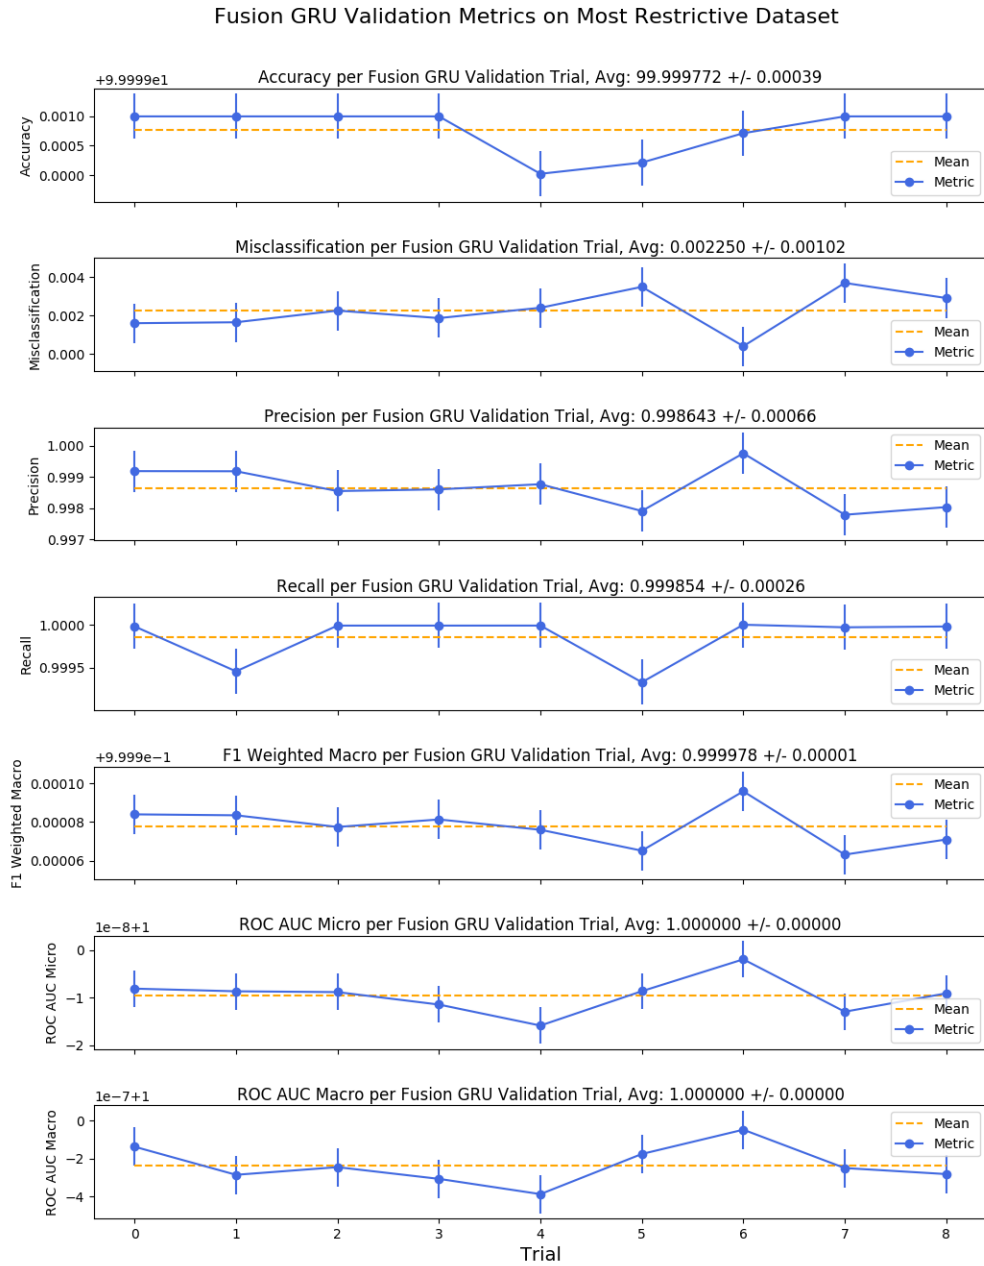 Fusion GRU Validation Metrics on Most Restrictive Dataset
+9.9999e1
Accuracy per Fusion GRU Validation Trial, Avg: 99.999772 +/- 0.00039
Accuracy
0.0010
0.0005
0.0000
Mean
Metric
Misclassification per Fusion GRU Validation Trial, Avg: 0.002250 +/- 0.00102
Misclassification
0.004
0.002
0.000
Mean
Metric
Precision per Fusion GRU Validation Trial, Avg: 0.998643 +/- 0.00066
Precision
1.000
0.999
0.998
0.997
Mean
Metric
Recall per Fusion GRU Validation Trial, Avg: 0.999854 +/- 0.00026
Recall
1.0000
0.9995
Mean
Metric
+9.999e−1
F1 Weighted Macro per Fusion GRU Validation Trial, Avg: 0.999978 +/- 0.00001
F1 Weighted Macro
0.00010
0.00008
0.00006
Mean
Metric
1e−8+1
ROC AUC Micro per Fusion GRU Validation Trial, Avg: 1.000000 +/- 0.00000
ROC AUC Micro
0
−1
−2
Mean
Metric
1e−7+1
ROC AUC Macro per Fusion GRU Validation Trial, Avg: 1.000000 +/- 0.00000
ROC AUC Macro
0
−2
−4
Mean
Metric
0 1 2 3 4 5 6 7 8
Trial